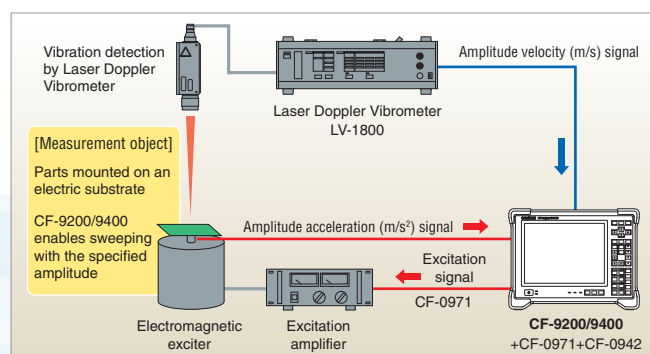 Vibration detection
by Laser Doppler
Vibrometer
Amplitude velocity (m/s) signal
Laser Doppler Vibrometer
LV-1800
[Measurement object]
Parts mounted on an
electric substrate
CF-9200/9400
enables sweeping
with the specified
amplitude
Amplitude acceleration (m/s²) signal
Excitation
signal
CF-0971
Electromagnetic
exciter
Excitation
amplifier
CF-9200/9400
+CF-0971+CF-0942